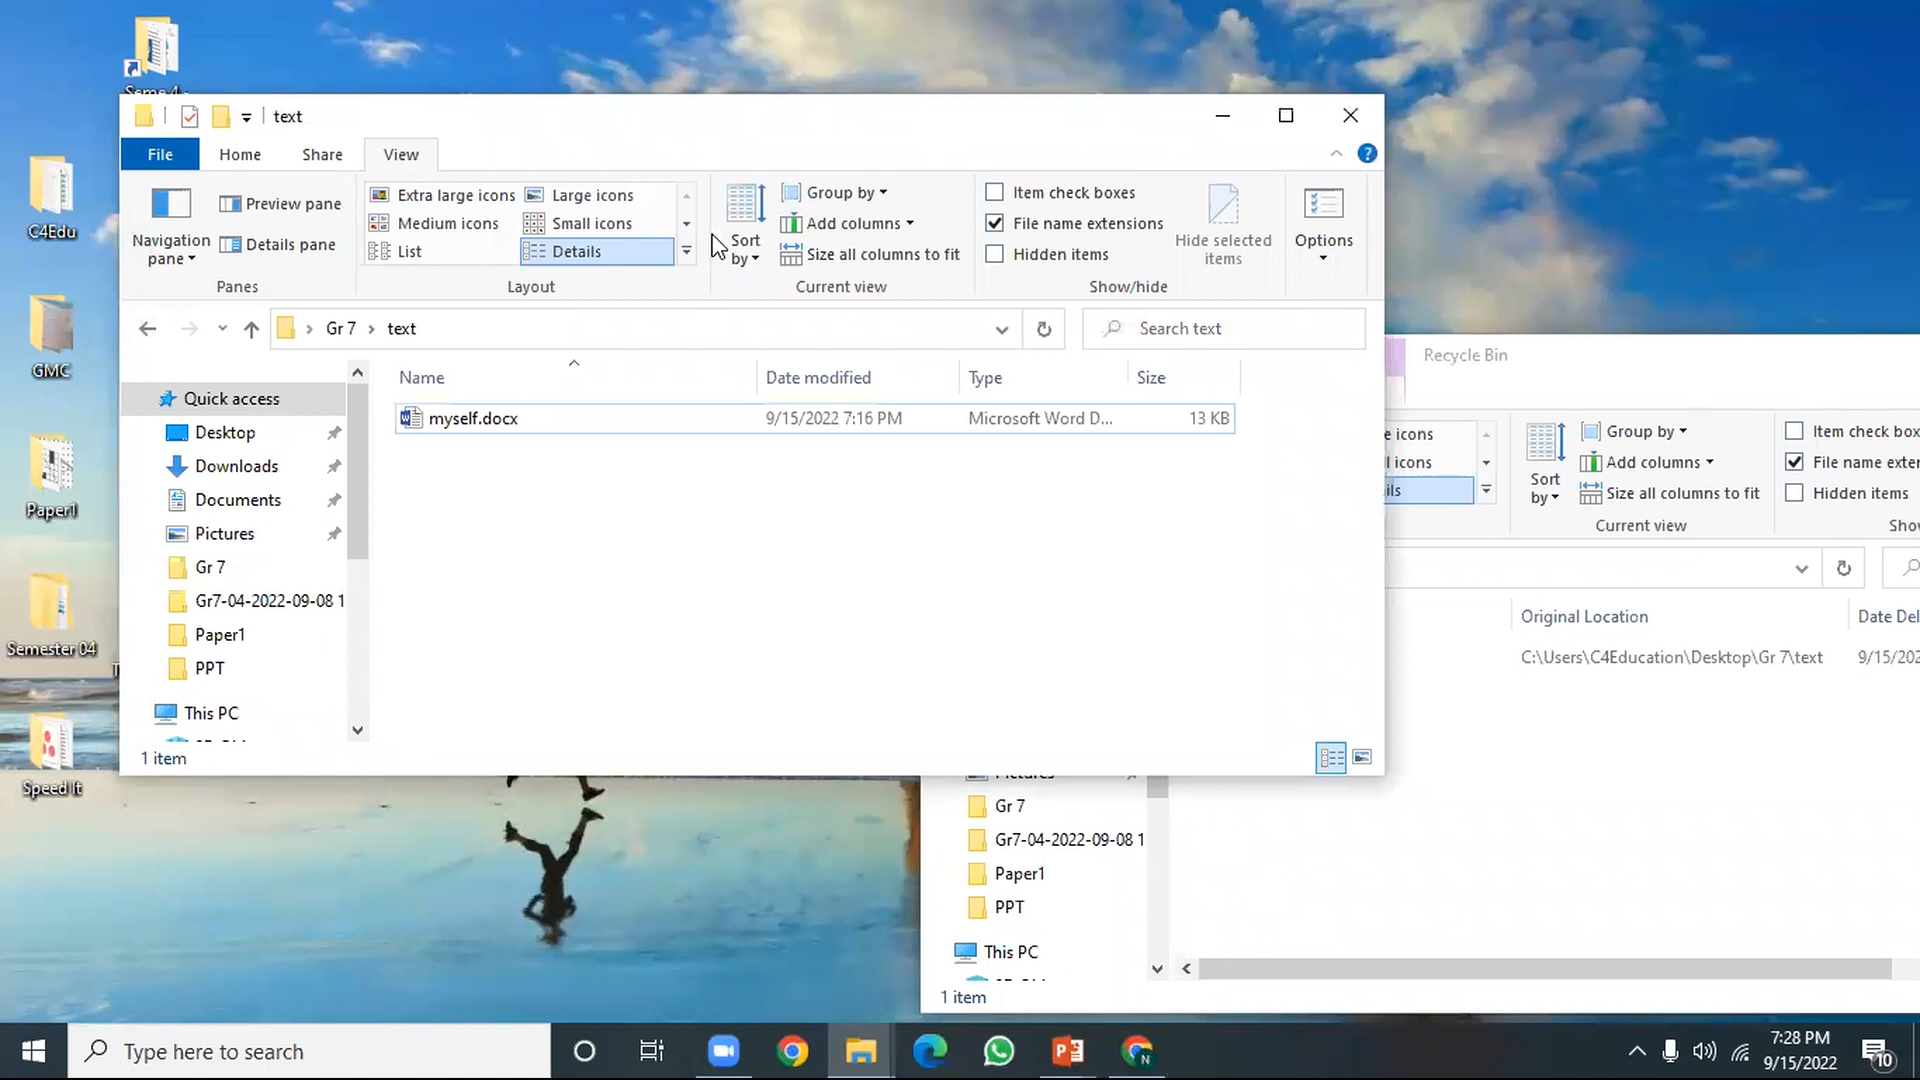 Seme 4 -
C4Edu
GMC
Paper1
Semester 04
Speed It
text
File Home Share View
Navigation pane
Preview pane
Details pane
Panes
Extra large icons Large icons
Medium icons Small icons
List Details
Layout
Sort by
Group by
Add columns
Size all columns to fit
Current view
Item check boxes
File name extensions
Hidden items
Hide selected items
Show/hide
Options
Gr 7 text
Search text
Name Date modified Type Size
myself.docx 9/15/2022 7:16 PM Microsoft Word D... 13 KB
Quick access
Desktop
Downloads
Documents
Pictures
Gr 7
Gr7-04-2022-09-08 1
Paper1
PPT
This PC
1 item
Recycle Bin
e icons
l icons
ils
Sort by
Group by
Add columns
Size all columns to fit
Current view
Item check box
File name exter
Hidden items
Sho
Original Location Date Del
C:\Users\C4Education\Desktop\Gr 7\text 9/15/202
Pictures
Gr 7
Gr7-04-2022-09-08 1
Paper1
PPT
This PC
1 item
Type here to search
N
7:28 PM
9/15/2022
10